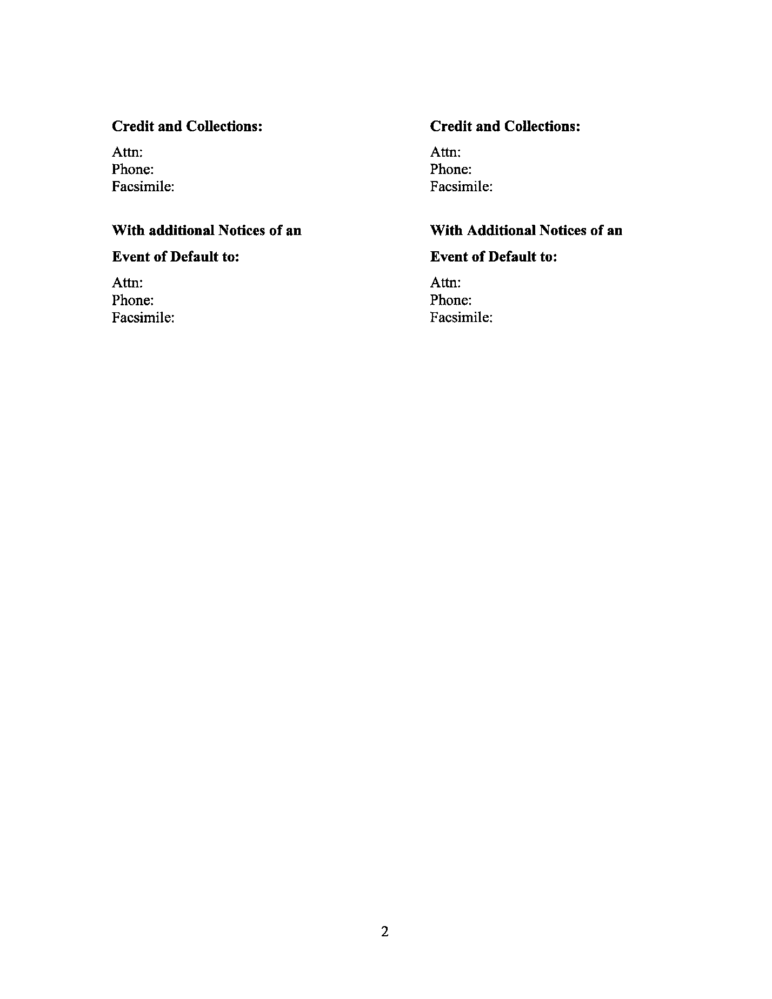 Credit and Collections:
Attn:
Phone:
Facsimile:
With additional Notices of an
Event of Default to:
Attn:
Phone:
Facsimile:
Credit and Collections:
Attn:
Phone:
Facsimile:
With Additional Notices of an
Event of Default to:
Attn:
Phone:
Facsimile:
2